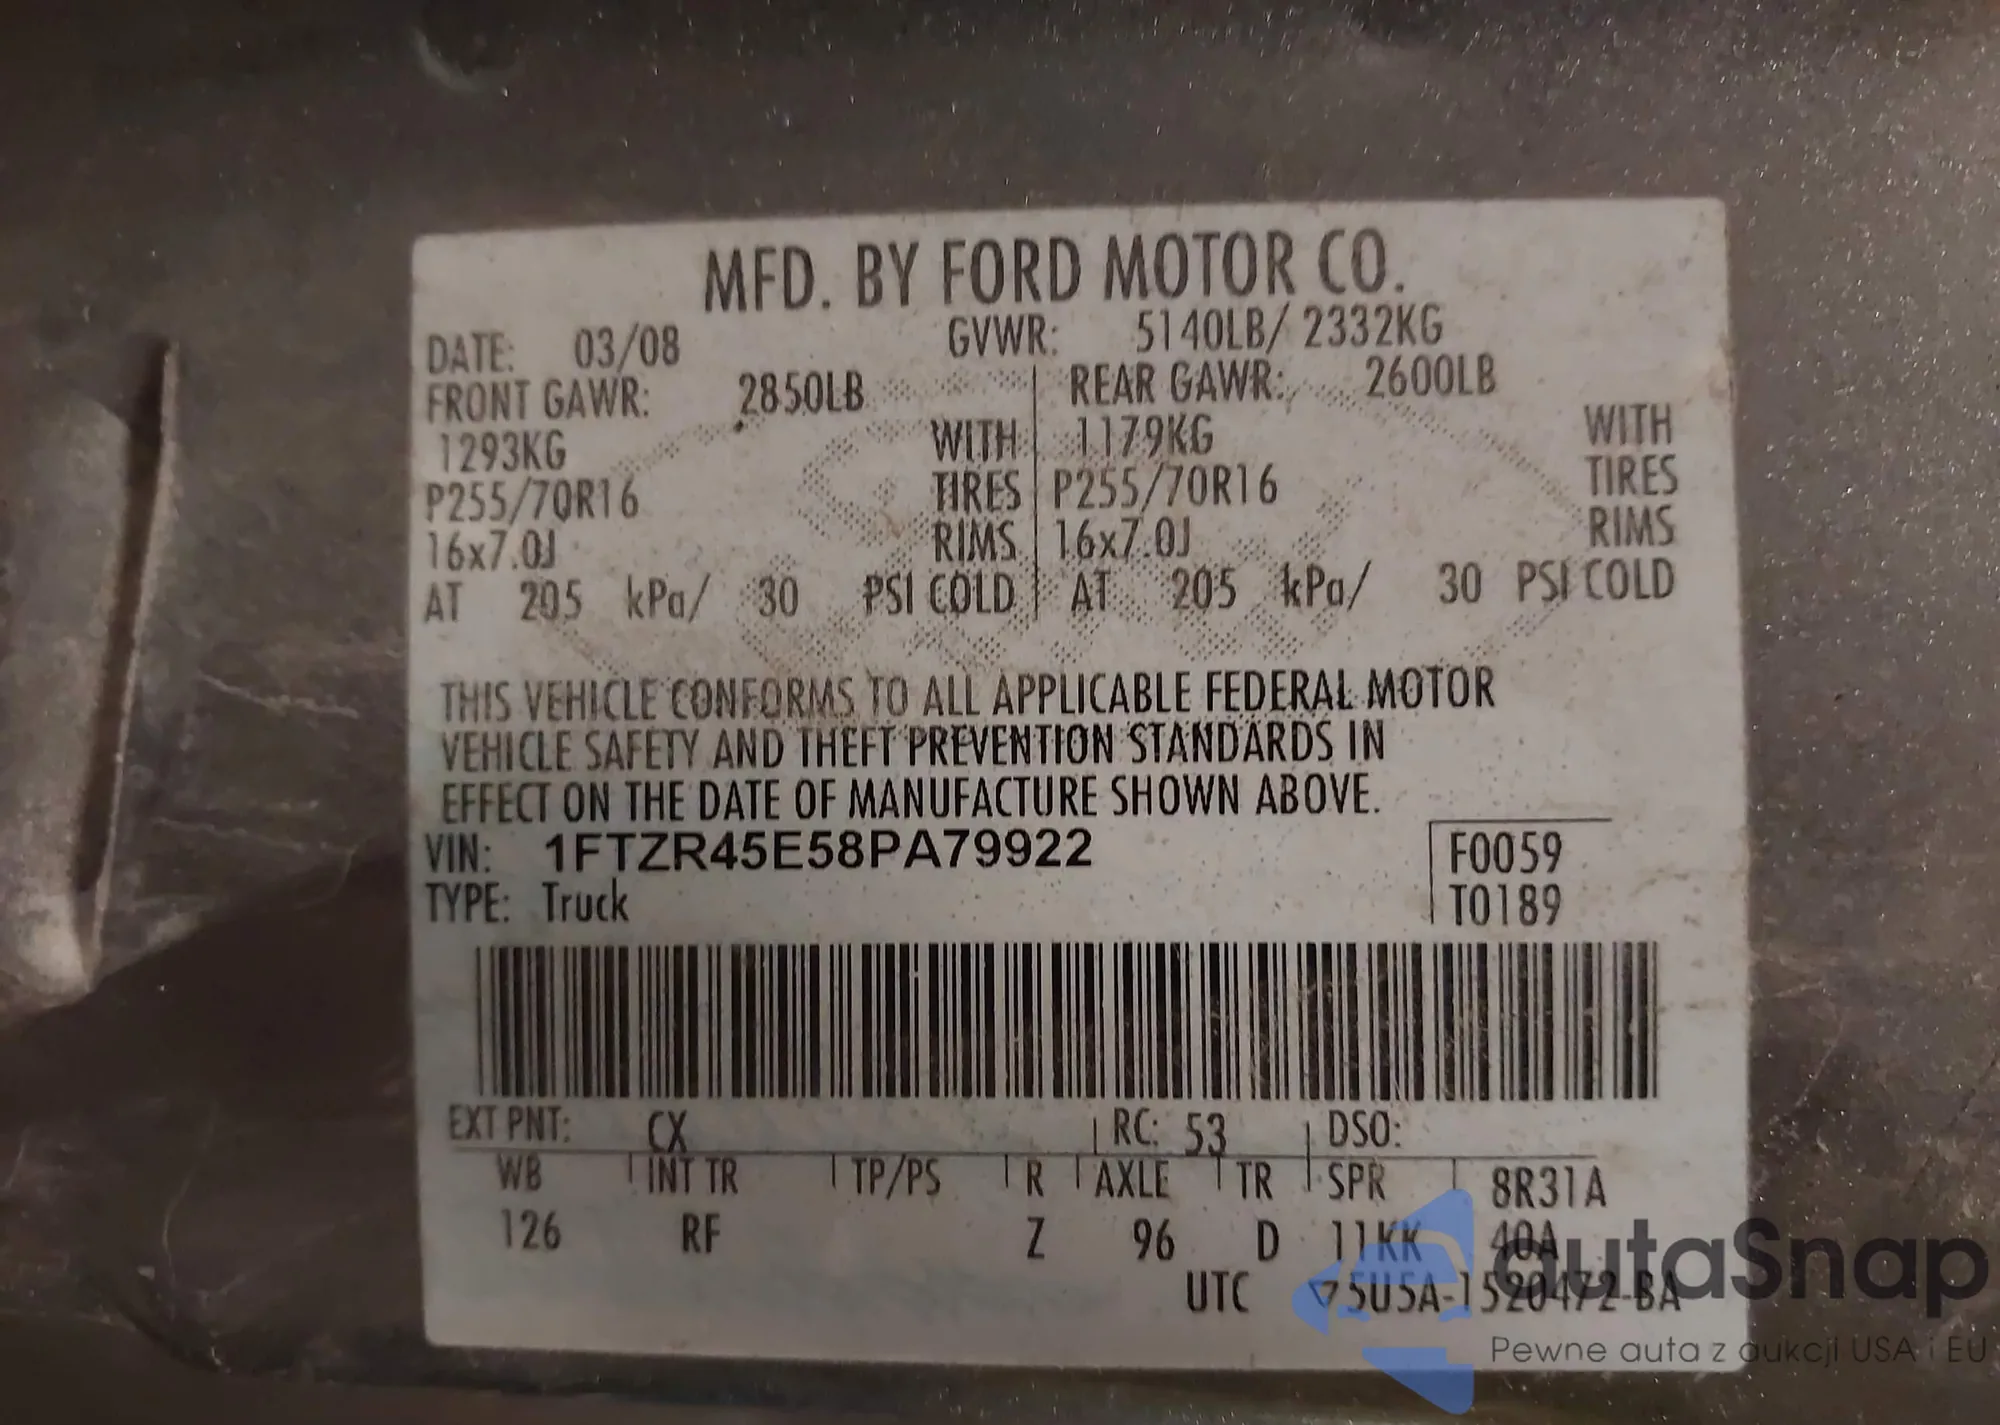 MFD. BY FORD MOTOR CO.
DATE: 03/08 GVWR: 5140LB/ 2332KG
FRONT GAWR: 2850LB REAR GAWR: 2600LB
1293KG WITH 1179KG WITH
P255/70R16 TIRES P255/70R16 TIRES
16x7.0J RIMS 16x7.0J RIMS
AT 205 kPa/ 30 PSI COLD AT 205 kPa/ 30 PSI COLD
THIS VEHICLE CONFORMS TO ALL APPLICABLE FEDERAL MOTOR
VEHICLE SAFETY AND THEFT PREVENTION STANDARDS IN
EFFECT ON THE DATE OF MANUFACTURE SHOWN ABOVE.
VIN: 1FTZR45E58PA79922 F0059
TYPE: Truck T0189
EXT PNT: CX RC: 53 DSO:
WB INT TR TP/PS R AXLE TR SPR 8R31A
126 RF Z 96 D 11KK 40A
UTC 75U5A-1520472-BA
autaSnap
Pewne auta z aukcji USA i EU